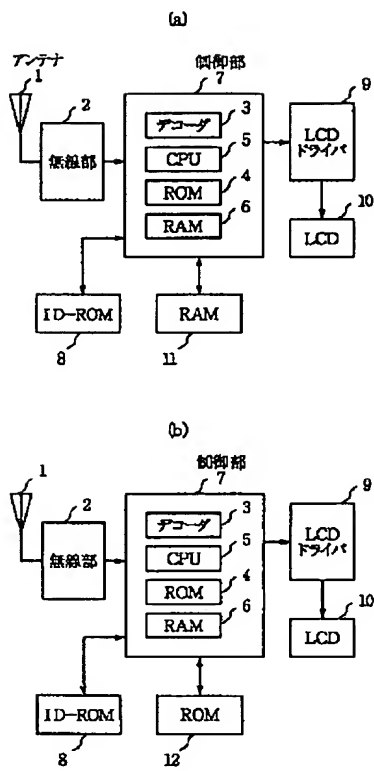 (a)
アンテナ
1
2
無線部
制御部
7
3
デコーダ
5
CPU
4
ROM
6
RAM
9
LCD
ドライバ
10
LCD
ID-ROM
8
RAM
11
(b)
1
2
無線部
制御部
7
3
デコーダ
5
CPU
4
ROM
6
RAM
9
LCD
ドライバ
10
LCD
ID-ROM
8
ROM
12